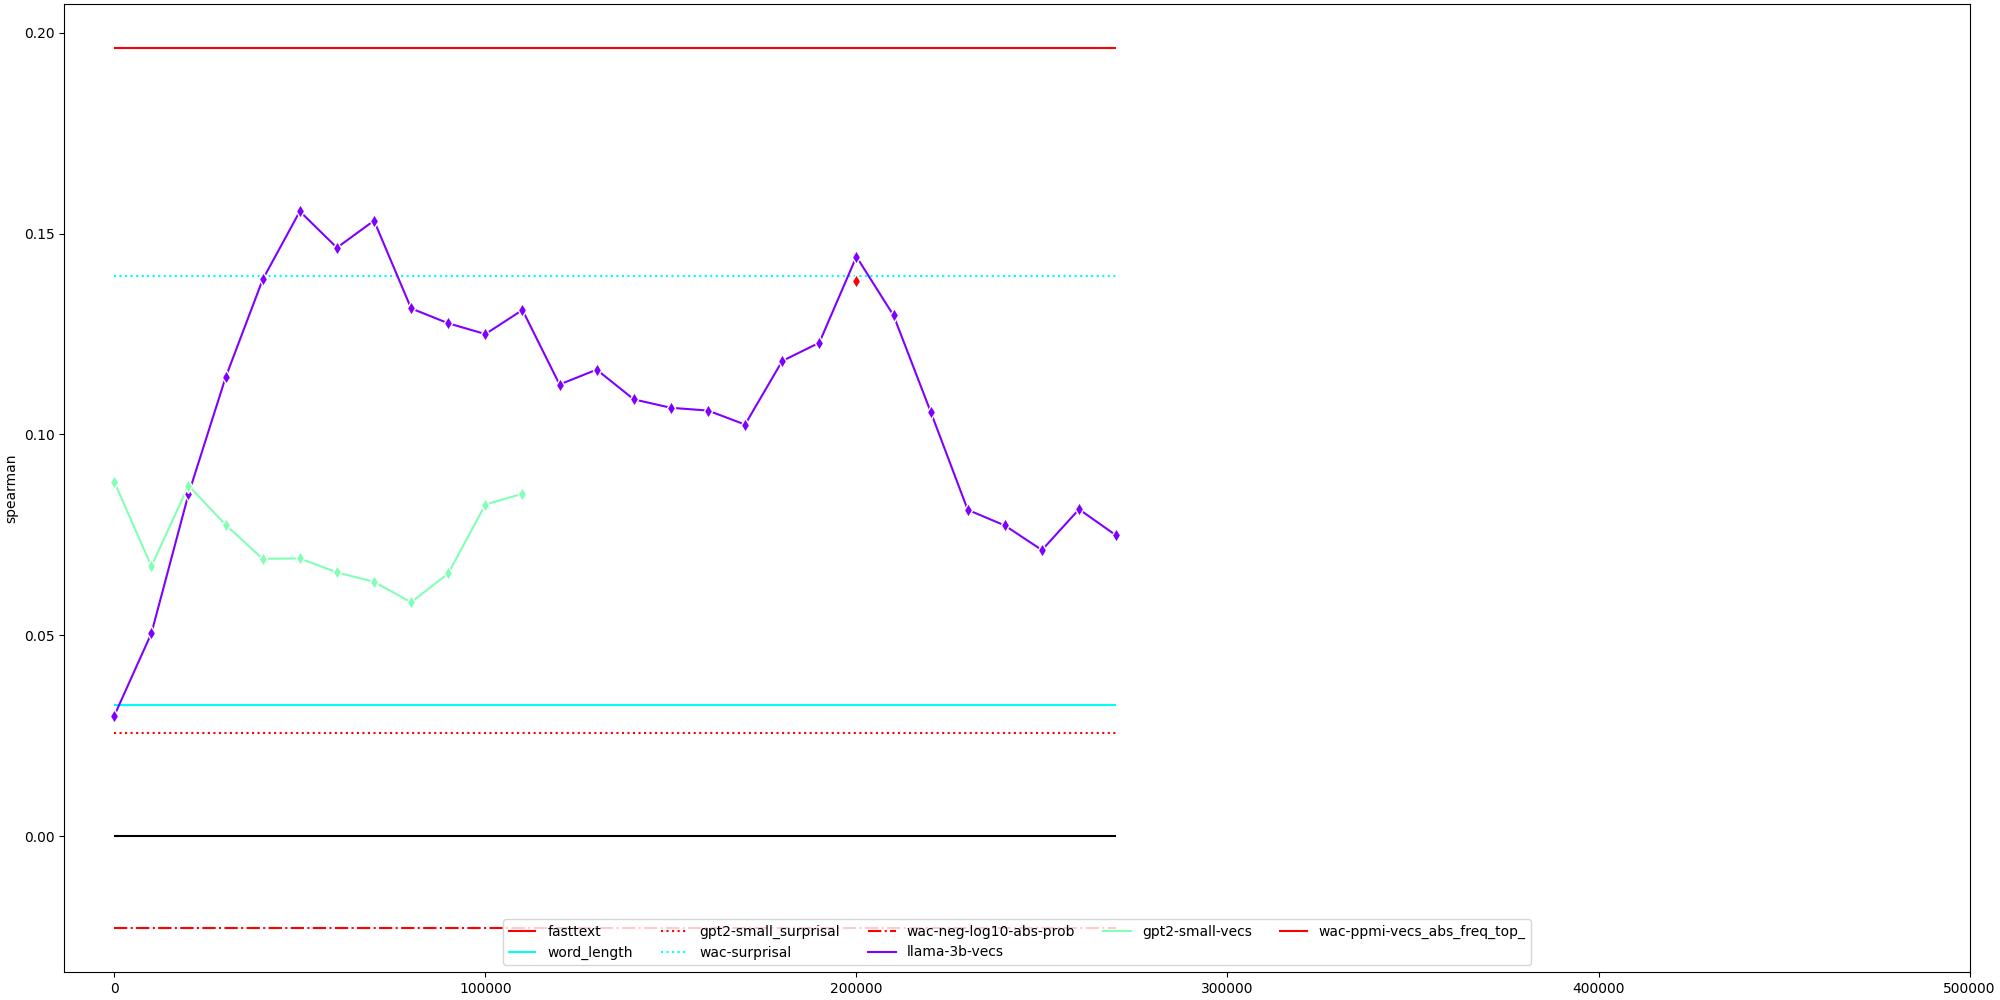 0.20
0.15
0.10
0.05
0.00
spearman
fasttext gpt2-small_surprisal wac-neg-log10-abs-prob gpt2-small-vecs wac-ppmi-vecs_abs_freq_top_
word_length wac-surprisal llama-3b-vecs
0 100000 200000 300000 400000 500000